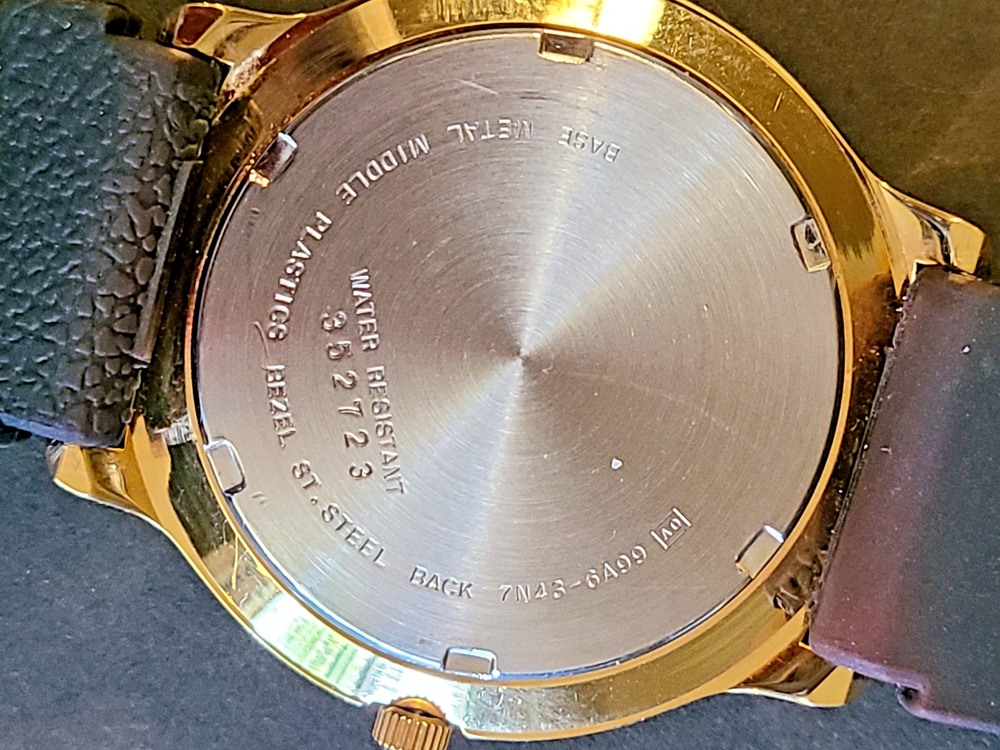 BASE METAL MIDDLE PLASTICS BEZEL ST.STEEL BACK 7N43-6A99
WATER RESISTANT
352723